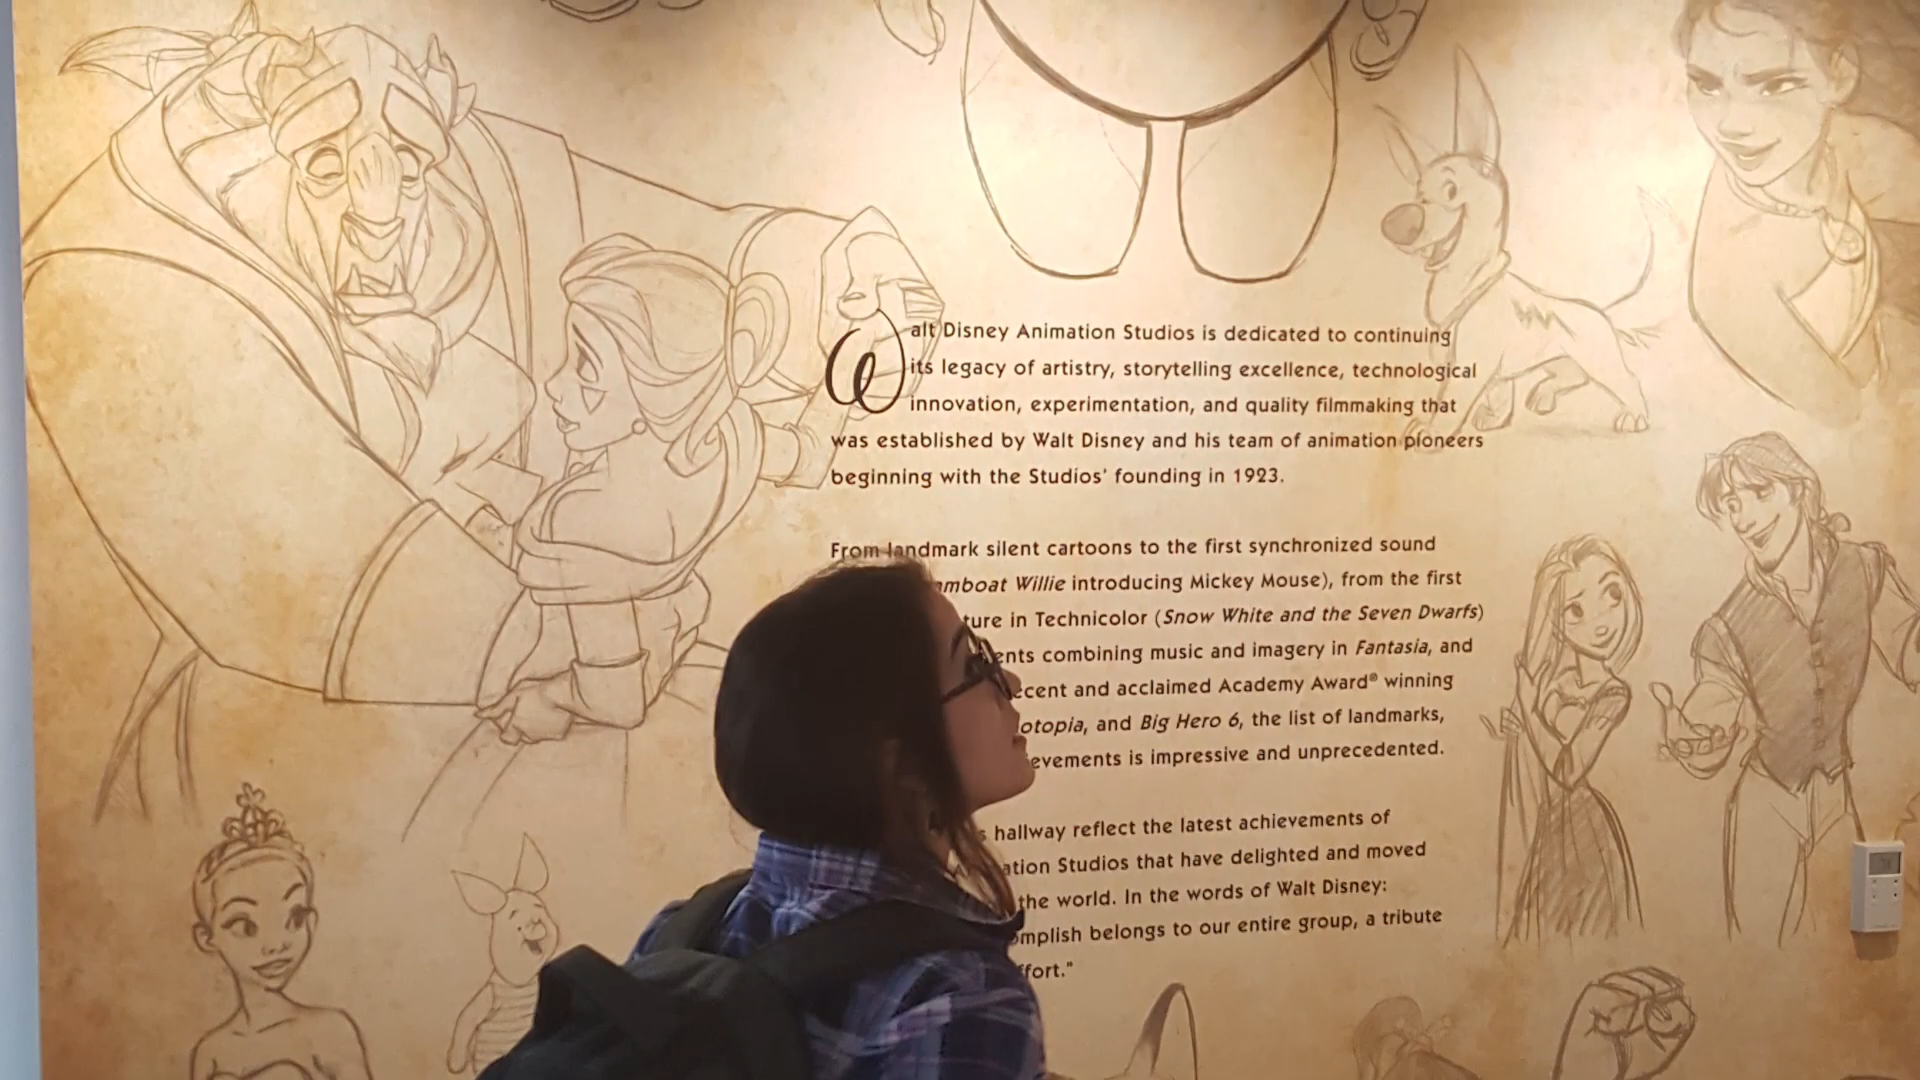 Walt Disney Animation Studios is dedicated to continuing
its legacy of artistry, storytelling excellence, technological
innovation, experimentation, and quality filmmaking that
was established by Walt Disney and his team of animation pioneers
beginning with the Studios' founding in 1923.
From landmark silent cartoons to the first synchronized sound
amboat Willie introducing Mickey Mouse), from the first
ture in Technicolor (Snow White and the Seven Dwarfs)
ents combining music and imagery in Fantasia, and
ecent and acclaimed Academy Award® winning
otopia, and Big Hero 6, the list of landmarks,
evements is impressive and unprecedented.
s hallway reflect the latest achievements of
ation Studios that have delighted and moved
the world. In the words of Walt Disney:
omplish belongs to our entire group, a tribute
ffort."